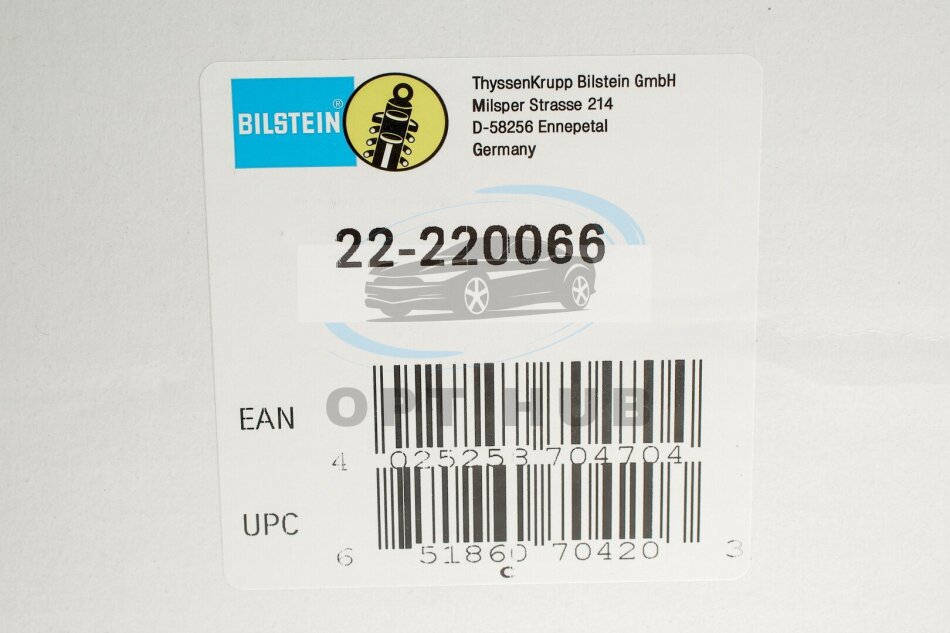 BILSTEIN®
ThyssenKrupp Bilstein GmbH
Milsper Strasse 214
D-58256 Ennepetal
Germany
22-220066
OPT HUB
EAN
4 025258 704704
UPC
6 51860 70420 3
C